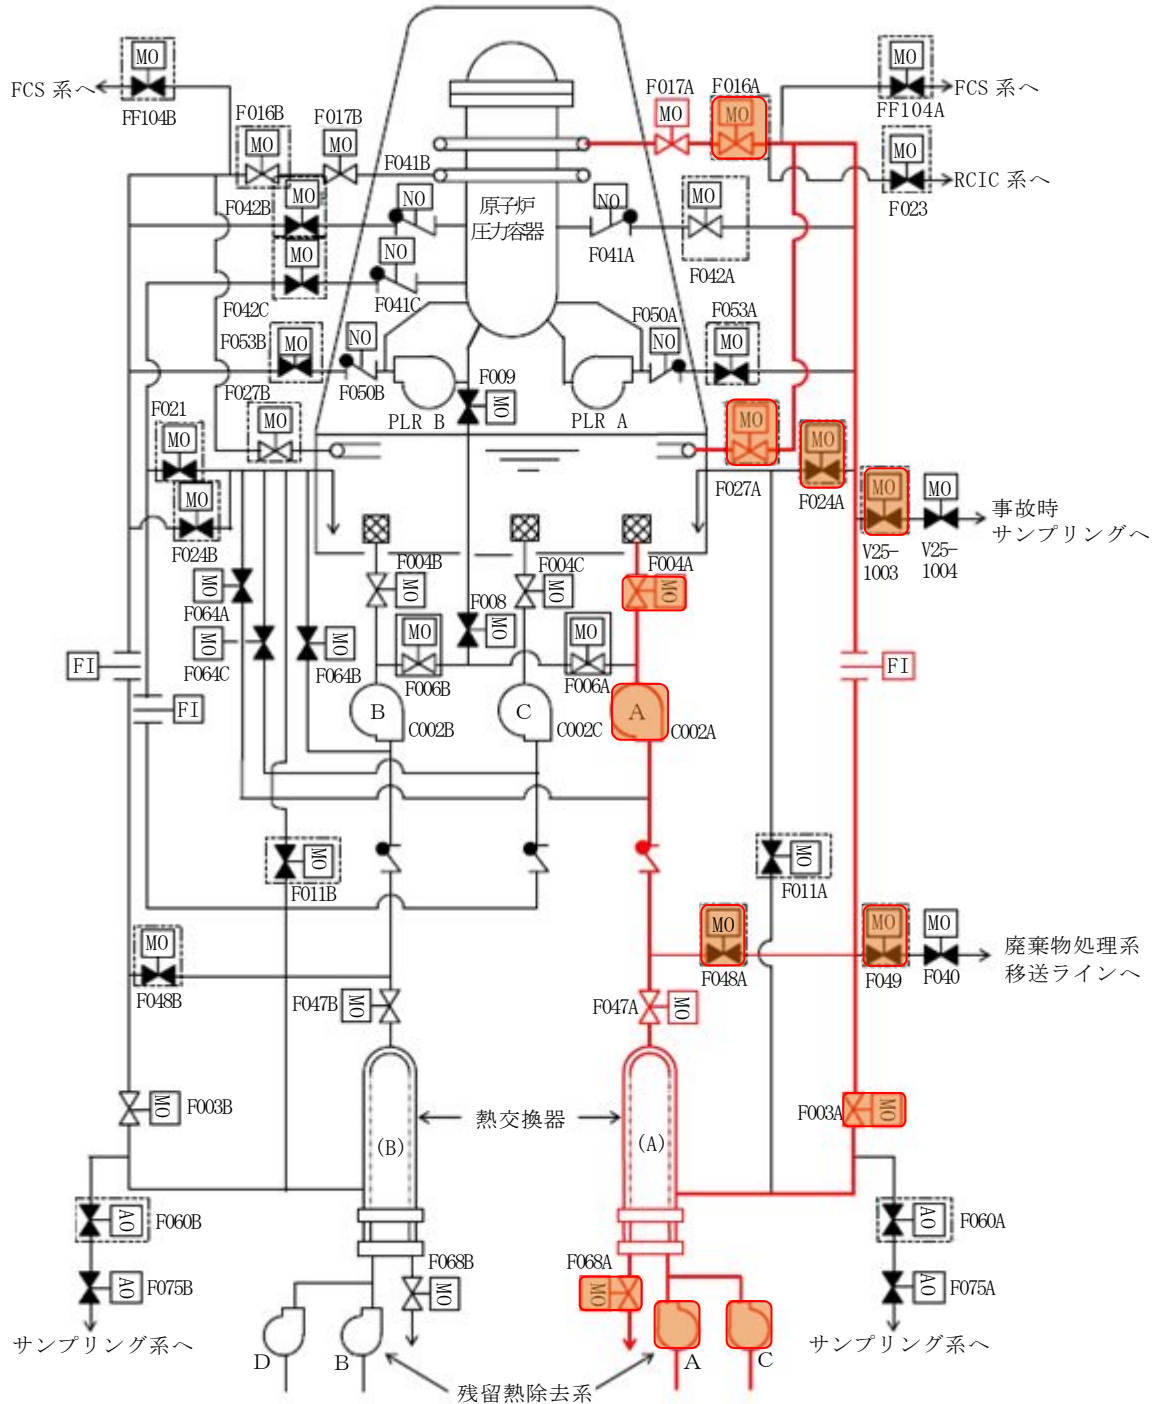 MO
MO
FCS 系へ
FF104B
F016B
F017B
MO
MO
F041B
F017A
F016A
MO
MO
FCS 系へ
FF104A
MO
RCIC 系へ
F023
MO
F042B
NO
原子炉
圧力容器
NO
F041A
MO
F042A
MO
F042C
NO
F041C
F053B
MO
NO
F050B
F050A
NO
F053A
MO
F009
MO
PLR B
PLR A
F027B
MO
F021
MO
MO
F024B
MO
F027A
MO
F024A
MO
V25-
1003
MO
V25-
1004
事故時
サンプリングへ
F004B
MO
F004C
MO
F004A
MO
F064A
MO
F064C
MO
F064B
MO
MO
F006B
F008
MO
MO
F006A
FI
FI
FI
B
C002B
C
C002C
A
C002A
MO
F011B
MO
F011A
MO
F048B
MO
F048A
MO
F049
MO
F040
廃棄物処理系
移送ラインへ
F047B
MO
F047A
MO
F003B
MO
熱交換器
(B)
(A)
F003A
MO
F060B
AO
F060A
AO
F075B
AO
F075A
AO
F068B
MO
F068A
MO
サンプリング系へ
サンプリング系へ
D
B
A
C
残留熱除去系